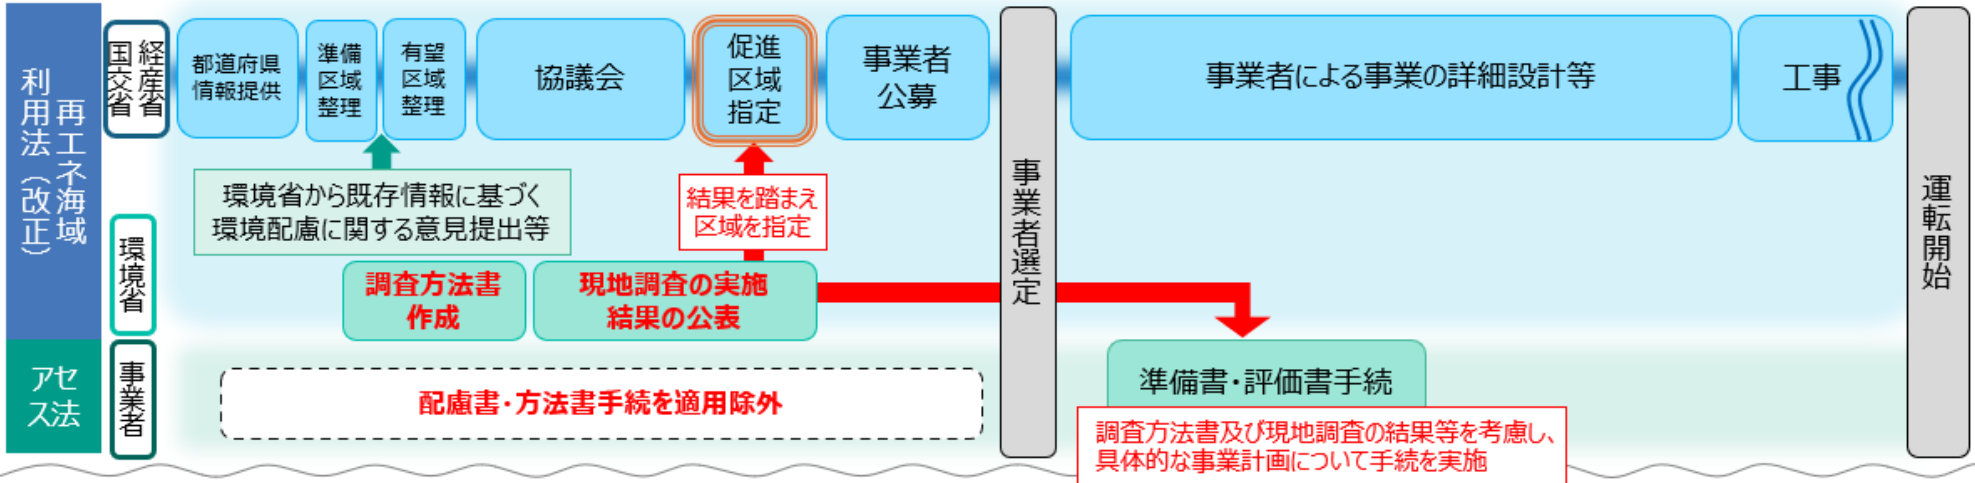 再エネ海域
利用法（改正）
経産省
国交省
都道府県
情報提供
準備
区域
整理
有望
区域
整理
協議会
促進
区域
指定
事業者
公募
事業者選定
事業者による事業の詳細設計等
工事
運転開始
環境省
環境省から既存情報に基づく
環境配慮に関する意見提出等
結果を踏まえ
区域を指定
調査方法書
作成
現地調査の実施
結果の公表
アセ
ス法
事業者
配慮書・方法書手続を適用除外
準備書・評価書手続
調査方法書及び現地調査の結果等を考慮し、
具体的な事業計画について手続を実施